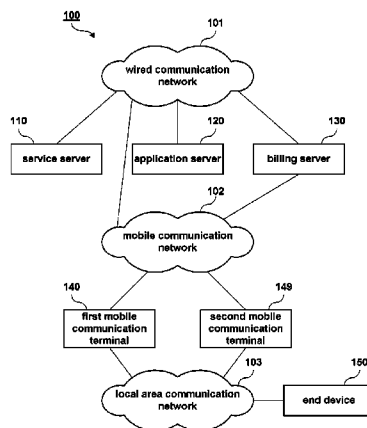 100
101
wired communication
network
110
120
130
service server
application server
billing server
102
mobile communication
network
140
149
first mobile
communication
terminal
second mobile
communication
terminal
103
150
local area communication
network
end device